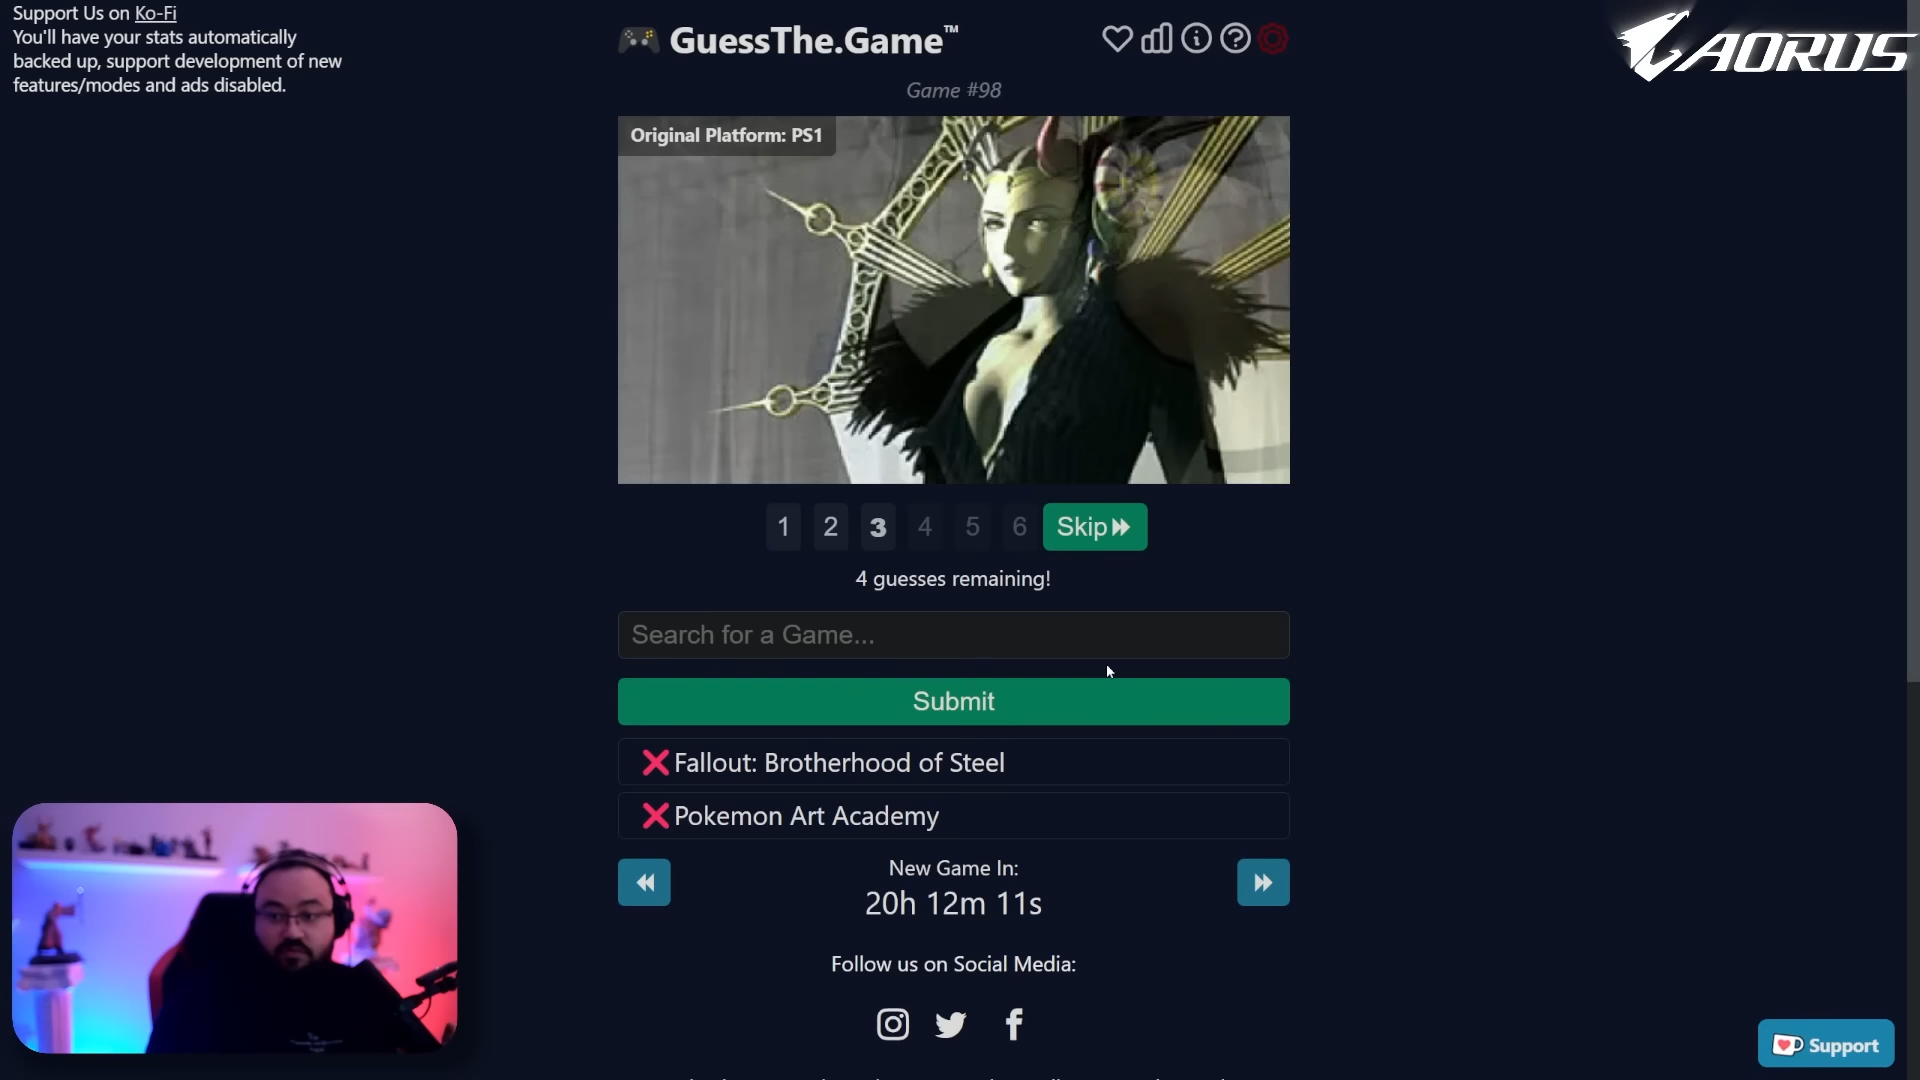 Support Us on Ko-Fi
You'll have your stats automatically
backed up, support development of new
features/modes and ads disabled.
GuessThe.Game™
AORUS
Game #98
Original Platform: PS1
1 2 3 4 5 6 Skip
4 guesses remaining!
Search for a Game...
Submit
Fallout: Brotherhood of Steel
Pokemon Art Academy
New Game In:
20h 12m 11s
Follow us on Social Media:
Support